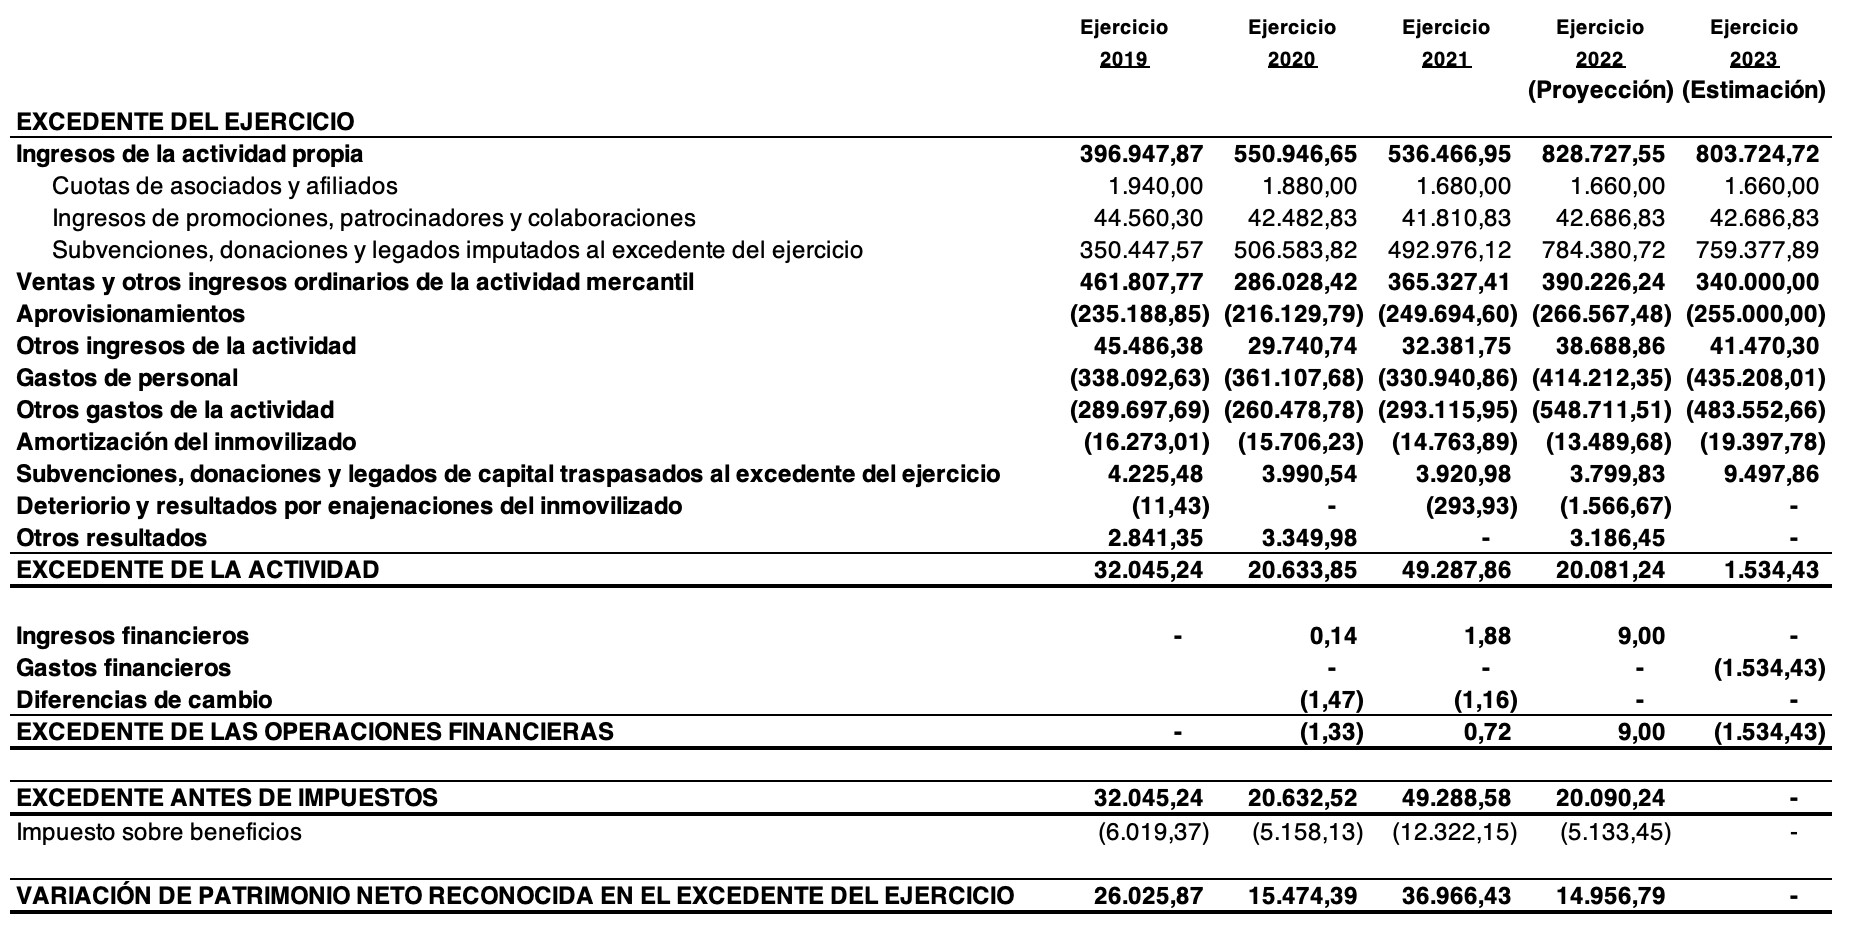 Ejercicio Ejercicio Ejercicio Ejercicio Ejercicio
2019 2020 2021 2022 2023
(Proyección) (Estimación)
EXCEDENTE DEL EJERCICIO
Ingresos de la actividad propia 396.947,87 550.946,65 536.466,95 828.727,55 803.724,72
Cuotas de asociados y afiliados 1.940,00 1.880,00 1.680,00 1.660,00 1.660,00
Ingresos de promociones, patrocinadores y colaboraciones 44.560,30 42.482,83 41.810,83 42.686,83 42.686,83
Subvenciones, donaciones y legados imputados al excedente del ejercicio 350.447,57 506.583,82 492.976,12 784.380,72 759.377,89
Ventas y otros ingresos ordinarios de la actividad mercantil 461.807,77 286.028,42 365.327,41 390.226,24 340.000,00
Aprovisionamientos (235.188,85) (216.129,79) (249.694,60) (266.567,48) (255.000,00)
Otros ingresos de la actividad 45.486,38 29.740,74 32.381,75 38.688,86 41.470,30
Gastos de personal (338.092,63) (361.107,68) (330.940,86) (414.212,35) (435.208,01)
Otros gastos de la actividad (289.697,69) (260.478,78) (293.115,95) (548.711,51) (483.552,66)
Amortización del inmovilizado (16.273,01) (15.706,23) (14.763,89) (13.489,68) (19.397,78)
Subvenciones, donaciones y legados de capital traspasados al excedente del ejercicio 4.225,48 3.990,54 3.920,98 3.799,83 9.497,86
Deterioro y resultados por enajenaciones del inmovilizado (11,43) - (293,93) (1.566,67) -
Otros resultados 2.841,35 3.349,98 - 3.186,45 -
EXCEDENTE DE LA ACTIVIDAD 32.045,24 20.633,85 49.287,86 20.081,24 1.534,43
Ingresos financieros - 0,14 1,88 9,00 -
Gastos financieros - - - (1.534,43)
Diferencias de cambio (1,47) (1,16) - -
EXCEDENTE DE LAS OPERACIONES FINANCIERAS - (1,33) 0,72 9,00 (1.534,43)
EXCEDENTE ANTES DE IMPUESTOS 32.045,24 20.632,52 49.288,58 20.090,24 -
Impuesto sobre beneficios (6.019,37) (5.158,13) (12.322,15) (5.133,45) -
VARIACIÓN DE PATRIMONIO NETO RECONOCIDA EN EL EXCEDENTE DEL EJERCICIO 26.025,87 15.474,39 36.966,43 14.956,79 -